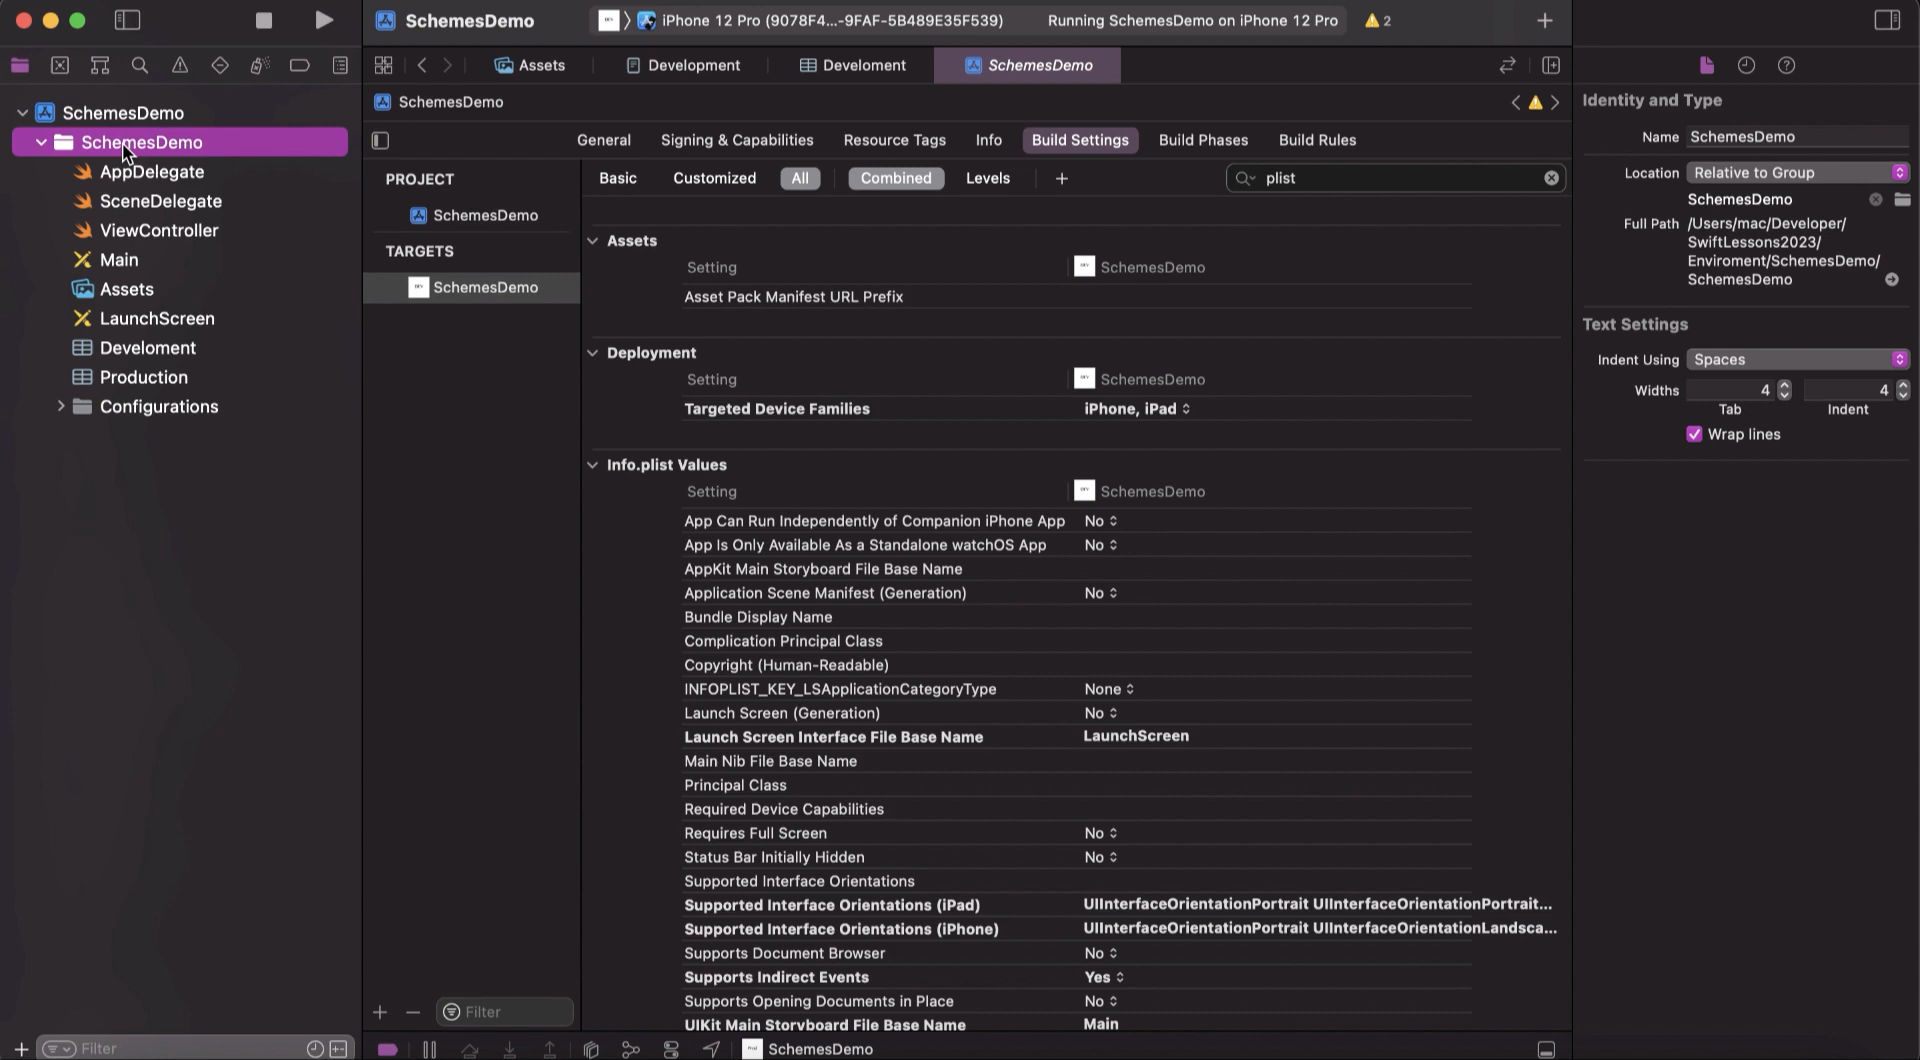 SchemesDemo
iPhone 12 Pro (9078F4...-9FAF-5B489E35F539)
Running SchemesDemo on iPhone 12 Pro
2
Assets
Development
Develoment
SchemesDemo
SchemesDemo
SchemesDemo
AppDelegate
SceneDelegate
ViewController
Main
Assets
LaunchScreen
Develoment
Production
Configurations
Filter
SchemesDemo
General
Signing & Capabilities
Resource Tags
Info
Build Settings
Build Phases
Build Rules
PROJECT
SchemesDemo
TARGETS
SchemesDemo
Filter
Basic
Customized
All
Combined
Levels
plist
Assets
Setting
SchemesDemo
Asset Pack Manifest URL Prefix
Deployment
Setting
SchemesDemo
Targeted Device Families iPhone, iPad
Info.plist Values
Setting
SchemesDemo
App Can Run Independently of Companion iPhone App No
App Is Only Available As a Standalone watchOS App No
AppKit Main Storyboard File Base Name
Application Scene Manifest (Generation) No
Bundle Display Name
Complication Principal Class
Copyright (Human-Readable)
INFOPLIST_KEY_LSApplicationCategoryType None
Launch Screen (Generation) No
Launch Screen Interface File Base Name LaunchScreen
Main Nib File Base Name
Principal Class
Required Device Capabilities
Requires Full Screen No
Status Bar Initially Hidden No
Supported Interface Orientations
Supported Interface Orientations (iPad) UIInterfaceOrientationPortrait UIInterfaceOrientationPortrait...
Supported Interface Orientations (iPhone) UIInterfaceOrientationPortrait UIInterfaceOrientationLandsca...
Supports Document Browser No
Supports Indirect Events Yes
Supports Opening Documents in Place No
UIKit Main Storyboard File Base Name Main
SchemesDemo
Identity and Type
Name SchemesDemo
Location Relative to Group
SchemesDemo
Full Path /Users/mac/Developer/
SwiftLessons2023/
Enviroment/SchemesDemo/
SchemesDemo
Text Settings
Indent Using Spaces
Widths 4 4
Tab Indent
Wrap lines